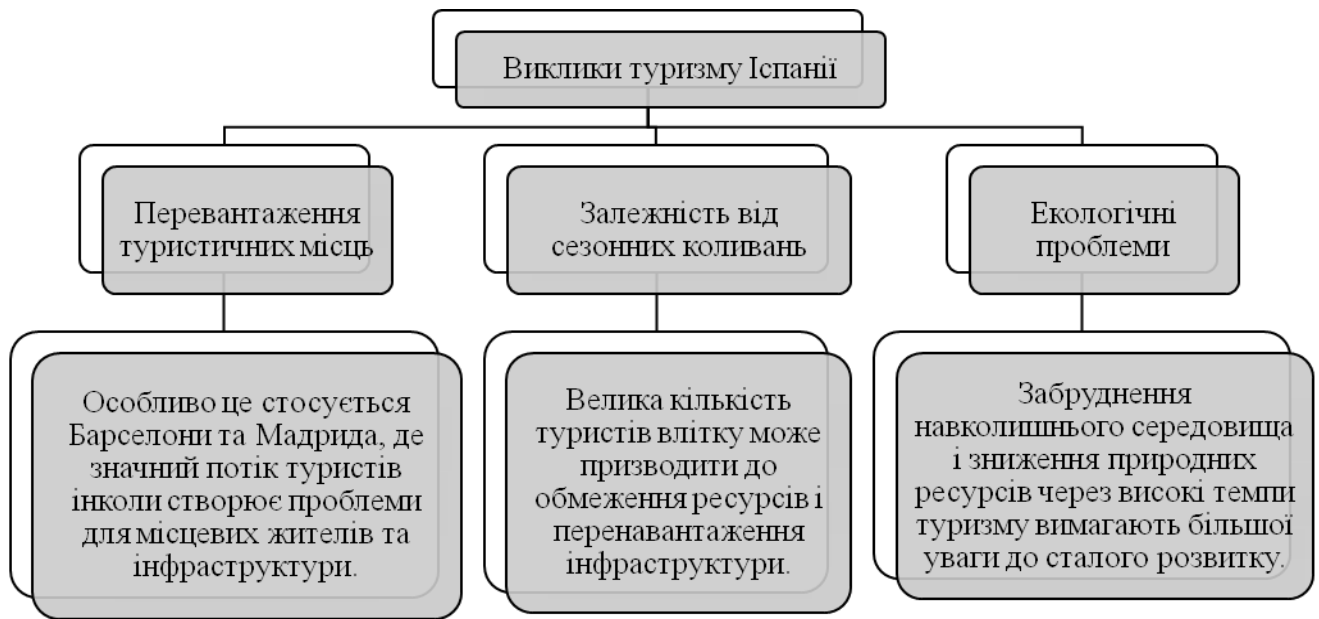 Виклики туризму Іспанії
Перевантаження
туристичних місць
Залежність від
сезонних коливань
Екологічні
проблеми
Особливо це стосується
Барселони та Мадрида, де
значний потік туристів
інколи створює проблеми
для місцевих жителів та
інфраструктури.
Велика кількість
туристів влітку може
призводити до
обмеження ресурсів і
перенавантаження
інфраструктури.
Забруднення
навколишнього середовища
і зниження природних
ресурсів через високі темпи
туризму вимагають більшої
уваги до сталого розвитку.